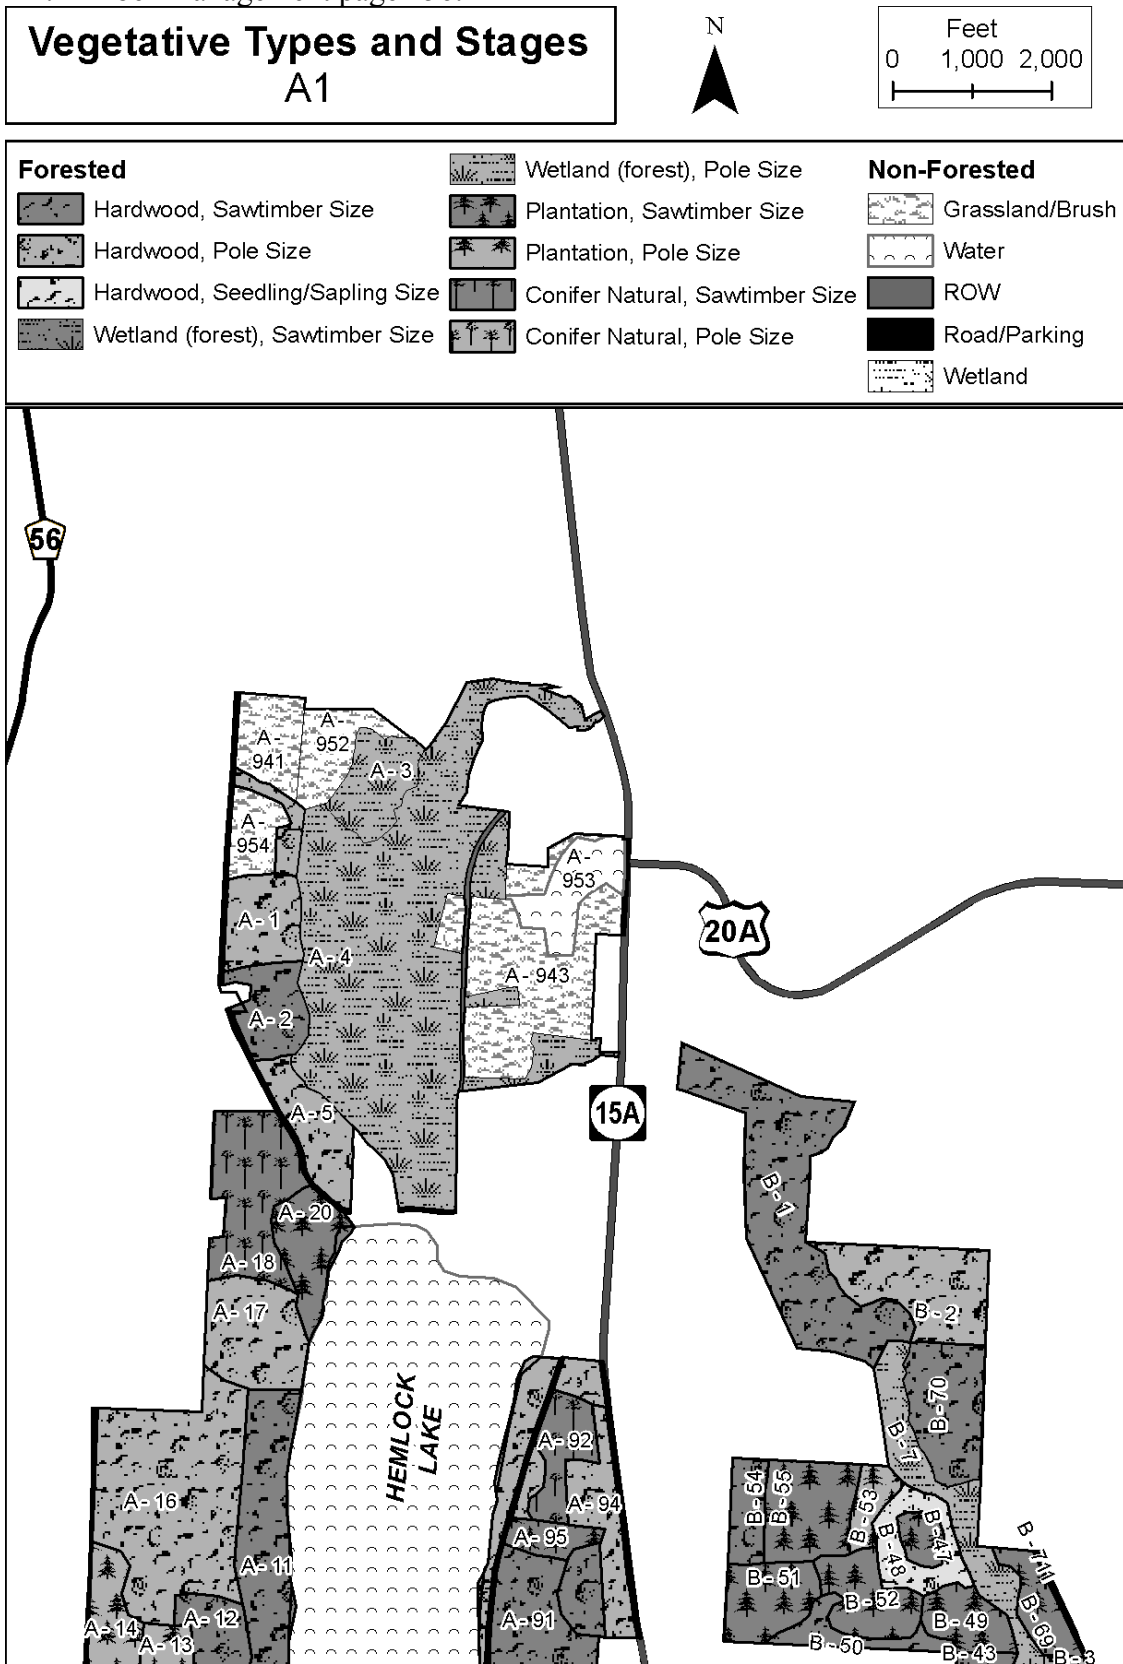 Vegetative Types and Stages
A1
N
Feet
0 1,000 2,000
Forested
Hardwood, Sawtimber Size
Hardwood, Pole Size
Hardwood, Seedling/Sapling Size
Wetland (forest), Sawtimber Size
Wetland (forest), Pole Size
Plantation, Sawtimber Size
Plantation, Pole Size
Conifer Natural, Sawtimber Size
Conifer Natural, Pole Size
Non-Forested
Grassland/Brush
Water
ROW
Road/Parking
Wetland
56
A -
952
A -
941
A - 3
A -
954
A -
953
A - 1
20A
A - 4
A - 943
A - 2
A - 5
15A
B - 1
A - 20
A - 18
A - 17
B - 2
HEMLOCK
LAKE
B - 70
A - 92
B - 7
A - 16
A - 94
B - 54
B - 55
B - 53
A - 95
B - 47
B - 48
A - 11
B - 51
B - 711
A - 12
A - 14
A - 13
A - 91
B - 52
B - 49
B - 69
B - 50
B - 43
B - 3